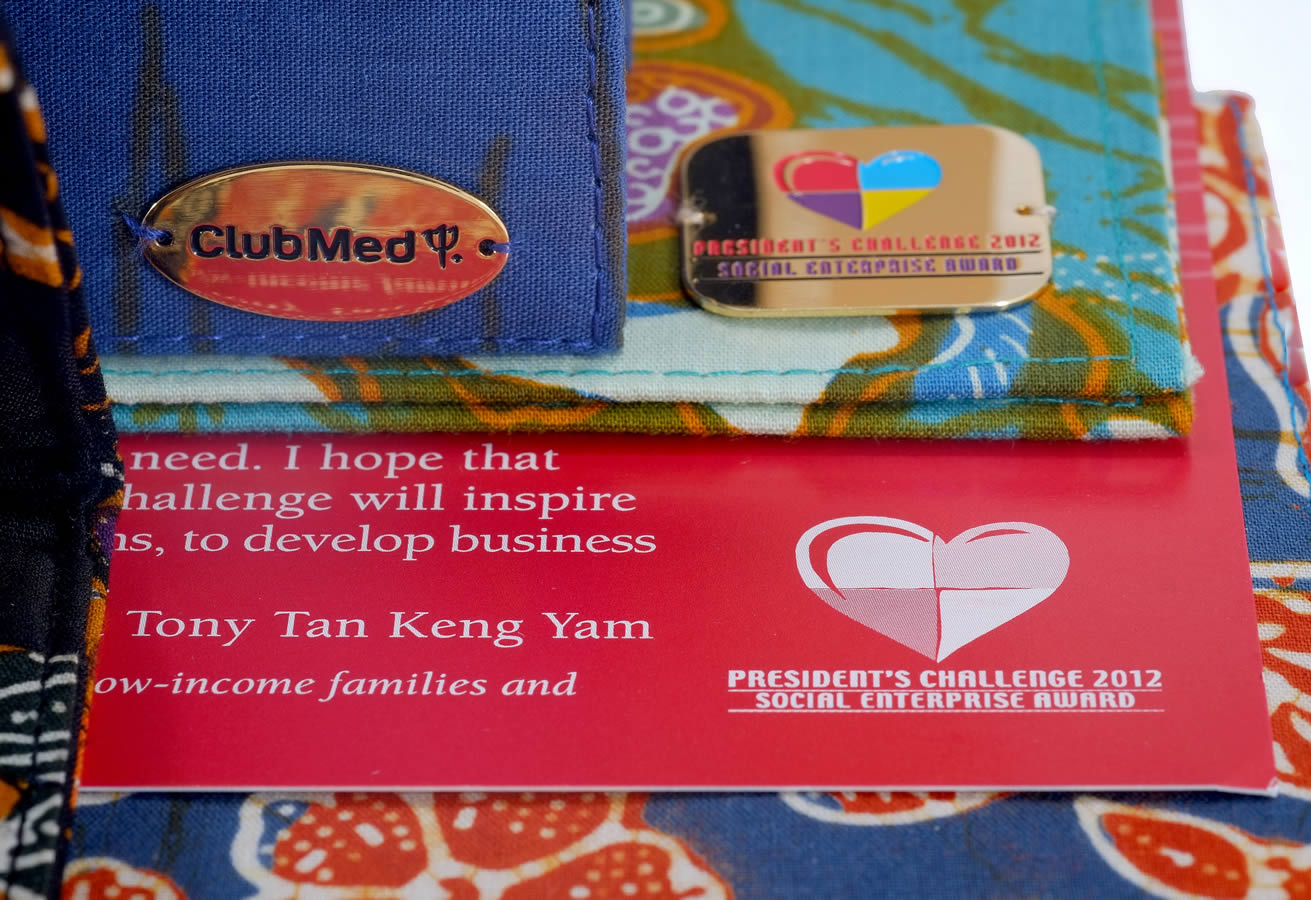 ClubMed
PRESIDENT'S CHALLENGE 2012
SOCIAL ENTERPRISE AWARD
need. I hope that
hallenge will inspire
ns, to develop business
Tony Tan Keng Yam
ow-income families and
PRESIDENT'S CHALLENGE 2012
SOCIAL ENTERPRISE AWARD